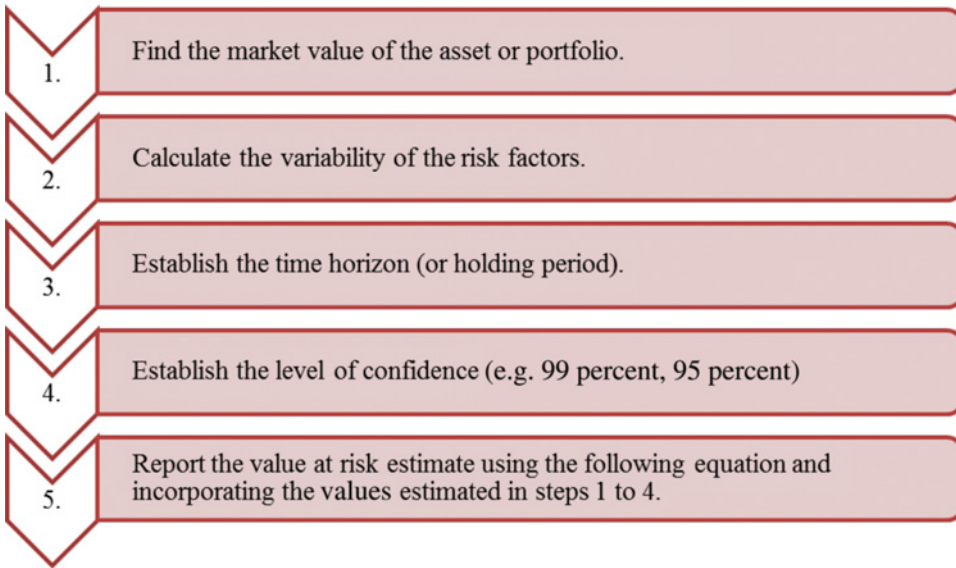 1.
Find the market value of the asset or portfolio.
2.
Calculate the variability of the risk factors.
3.
Establish the time horizon (or holding period).
4.
Establish the level of confidence (e.g. 99 percent, 95 percent)
5.
Report the value at risk estimate using the following equation and
incorporating the values estimated in steps 1 to 4.